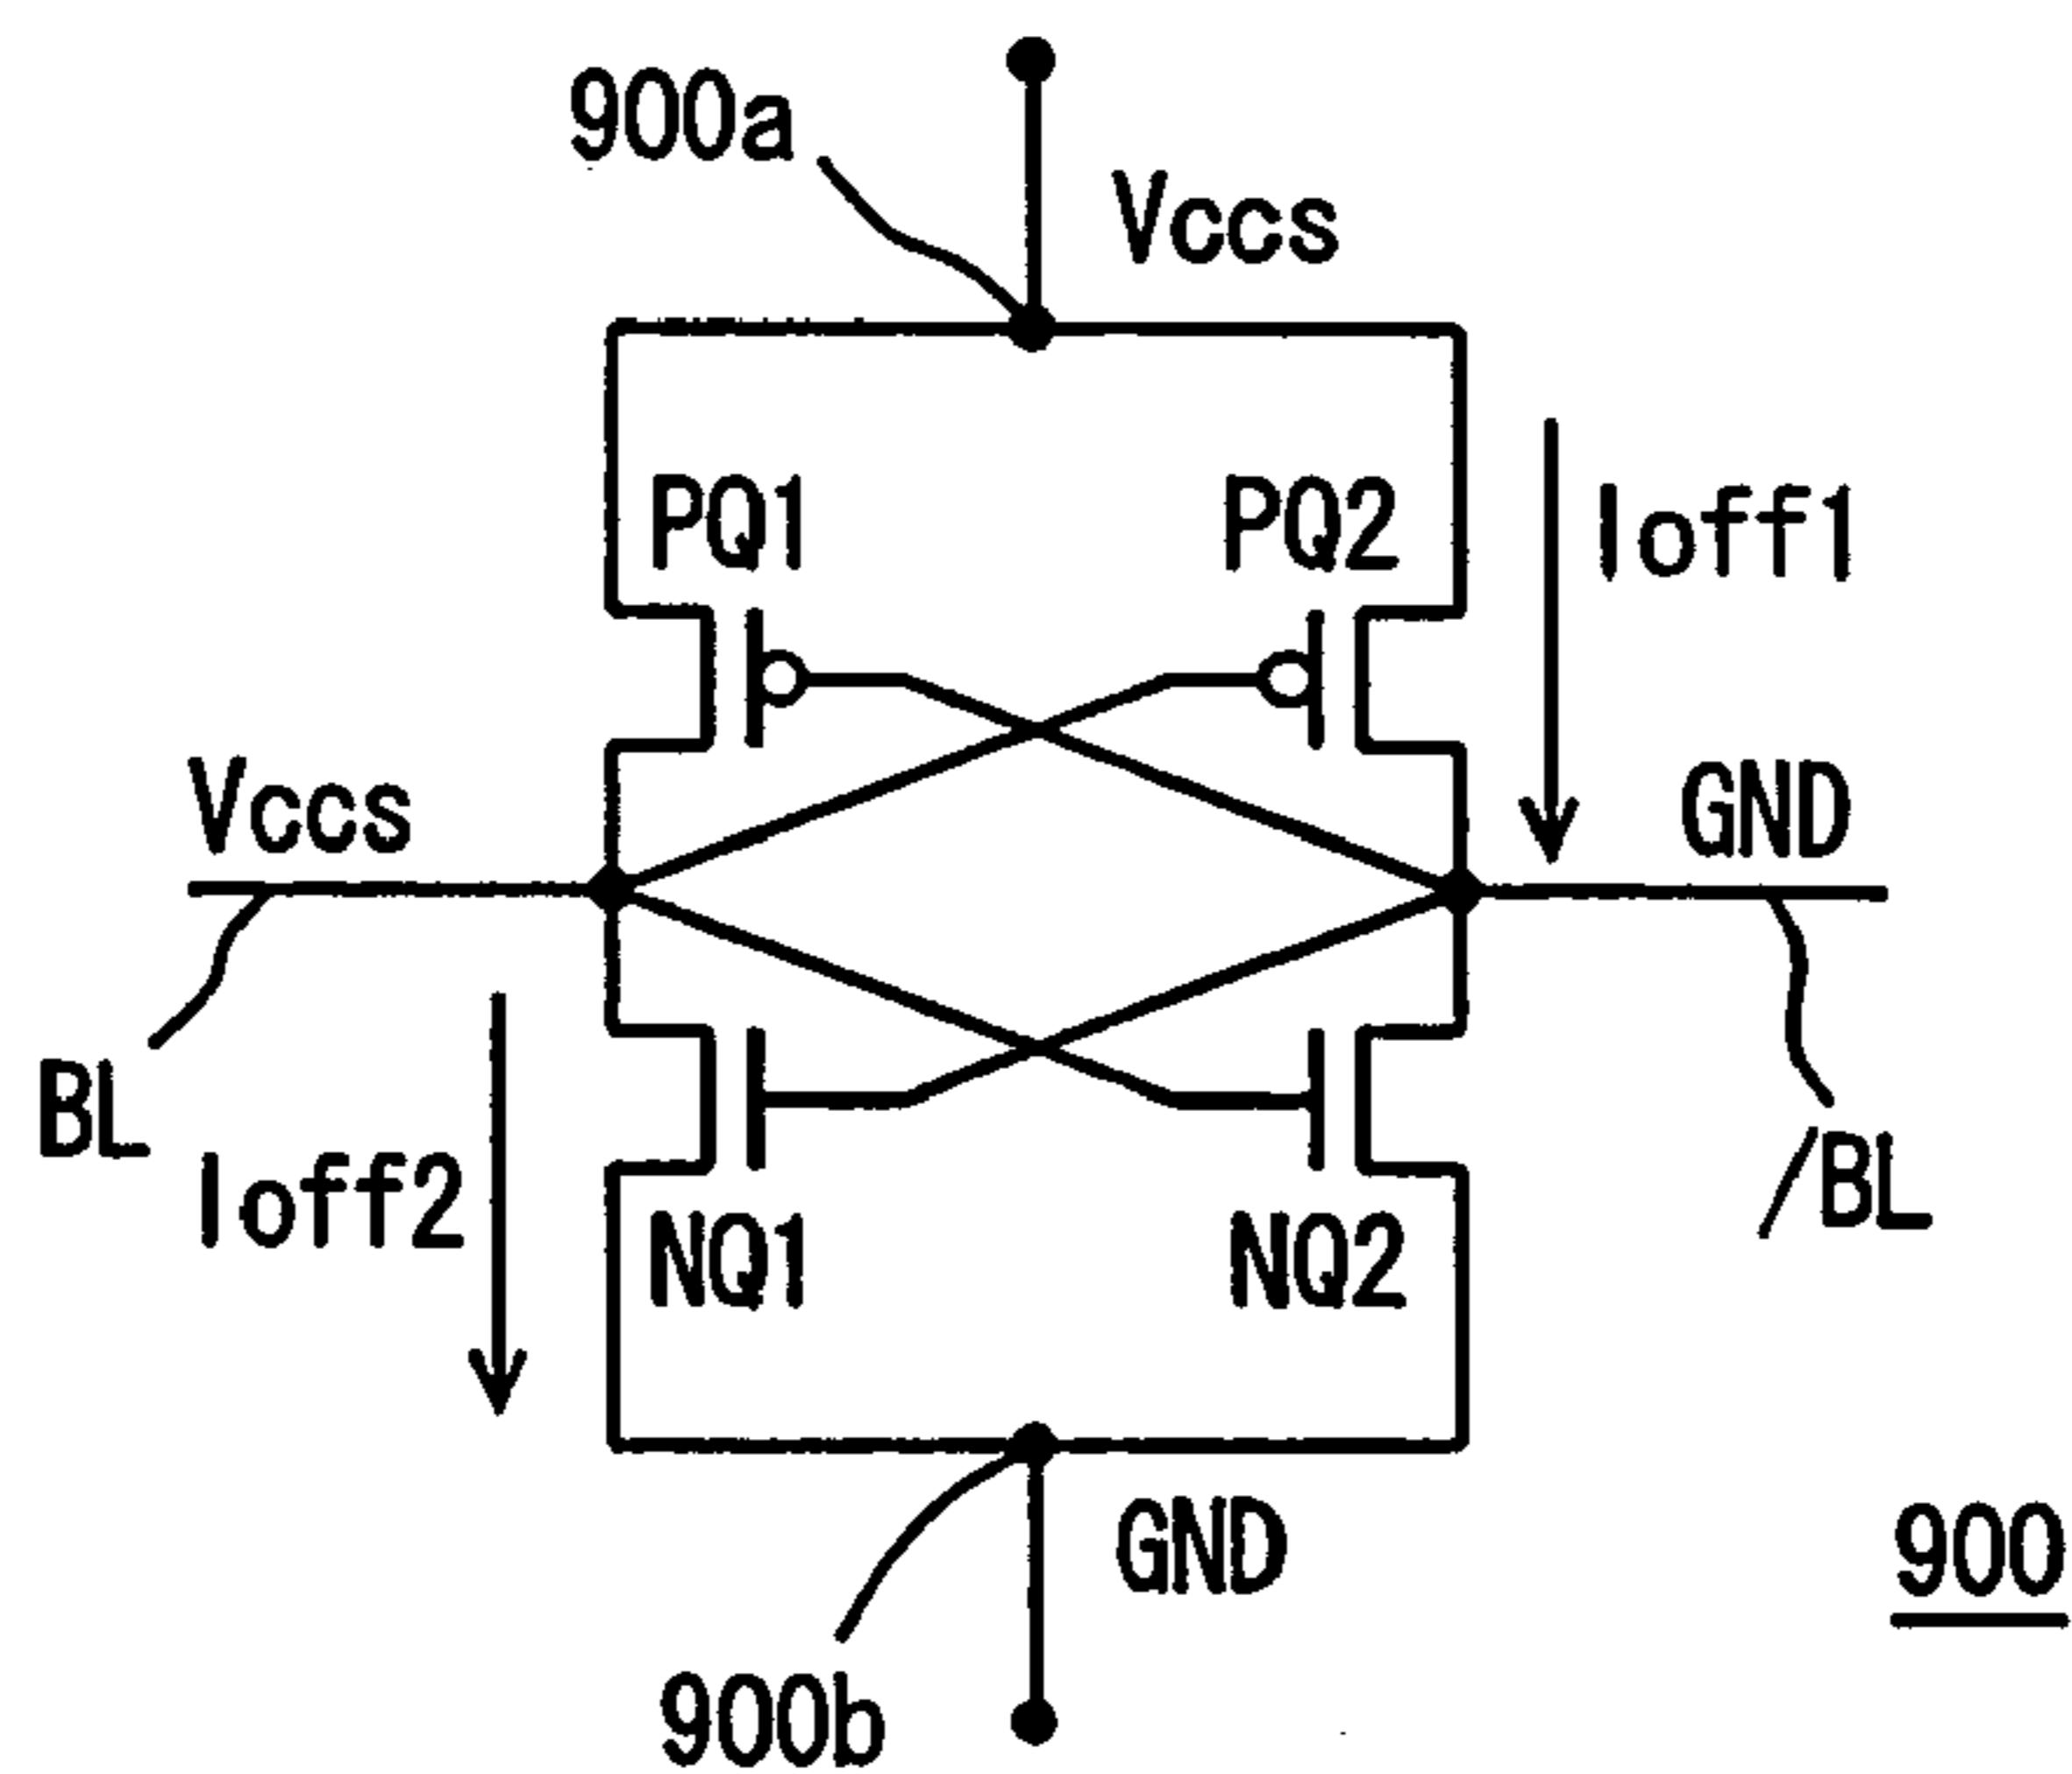 900a
Vccs
PQ1
PQ2
Ioff1
Vccs
GND
BL
Ioff2
/BL
NQ1
NQ2
GND
900
900b